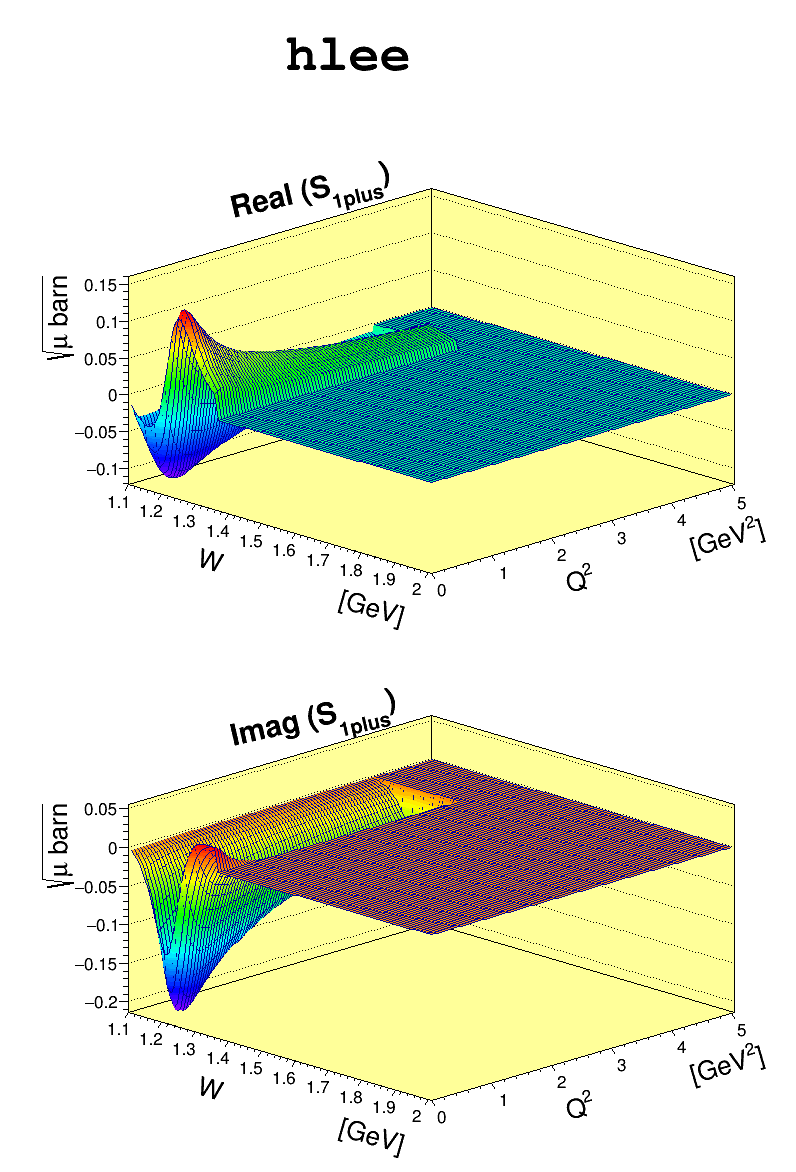 hlee
Real (S1plus)
√μ barn
0.15
0.1
0.05
0
−0.05
−0.1
1.1 1.2 1.3 1.4 1.5 1.6 1.7 1.8 1.9 2
W
[GeV]
0 1 2 3 4 5
Q²
[GeV²]
Imag (S1plus)
√μ barn
0.05
0
−0.05
−0.1
−0.15
−0.2
1.1 1.2 1.3 1.4 1.5 1.6 1.7 1.8 1.9 2
W
[GeV]
0 1 2 3 4 5
Q²
[GeV²]